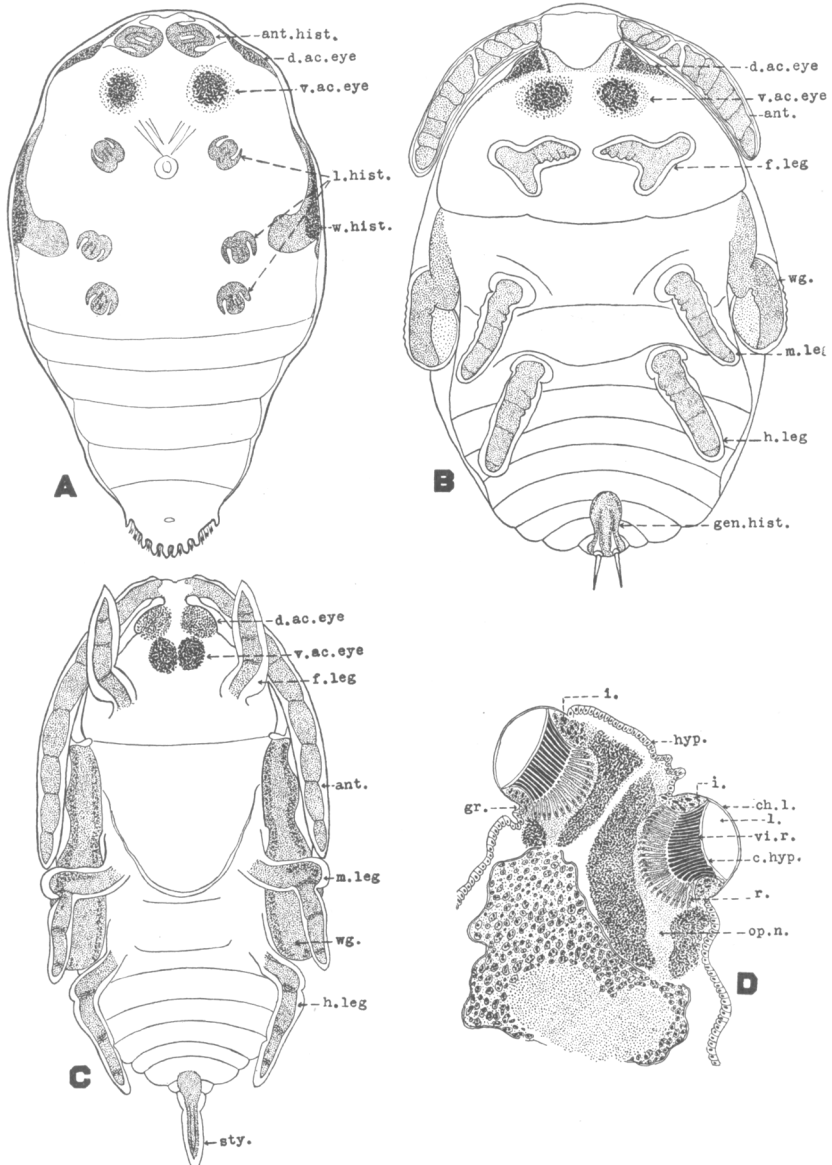 ant.hist.
d.ac.eye
v.ac.eye
l.hist.
w.hist.
A
d.ac.eye
v.ac.eye
ant.
f.leg
wg.
m.leg
h.leg
gen.hist.
B
d.ac.eye
v.ac.eye
f.leg
ant.
m.leg
wg.
h.leg
sty.
C
i.
hyp.
i.
gr.
ch.l.
l.
vi.r.
c.hyp.
r.
op.n.
D